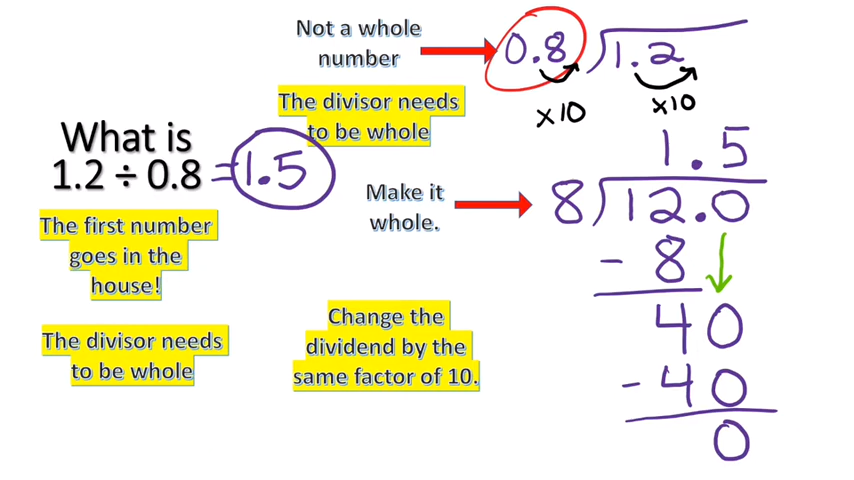 Not a whole
number
0.8 ) 1.2
x10 x10
The divisor needs
to be whole
What is
1.2 ÷ 0.8 = 1.5
The first number
goes in the
house!
The divisor needs
to be whole
Make it
whole.
Change the
dividend by the
same factor of 10.
1.5
8 ) 12.0
- 8
40
- 40
0